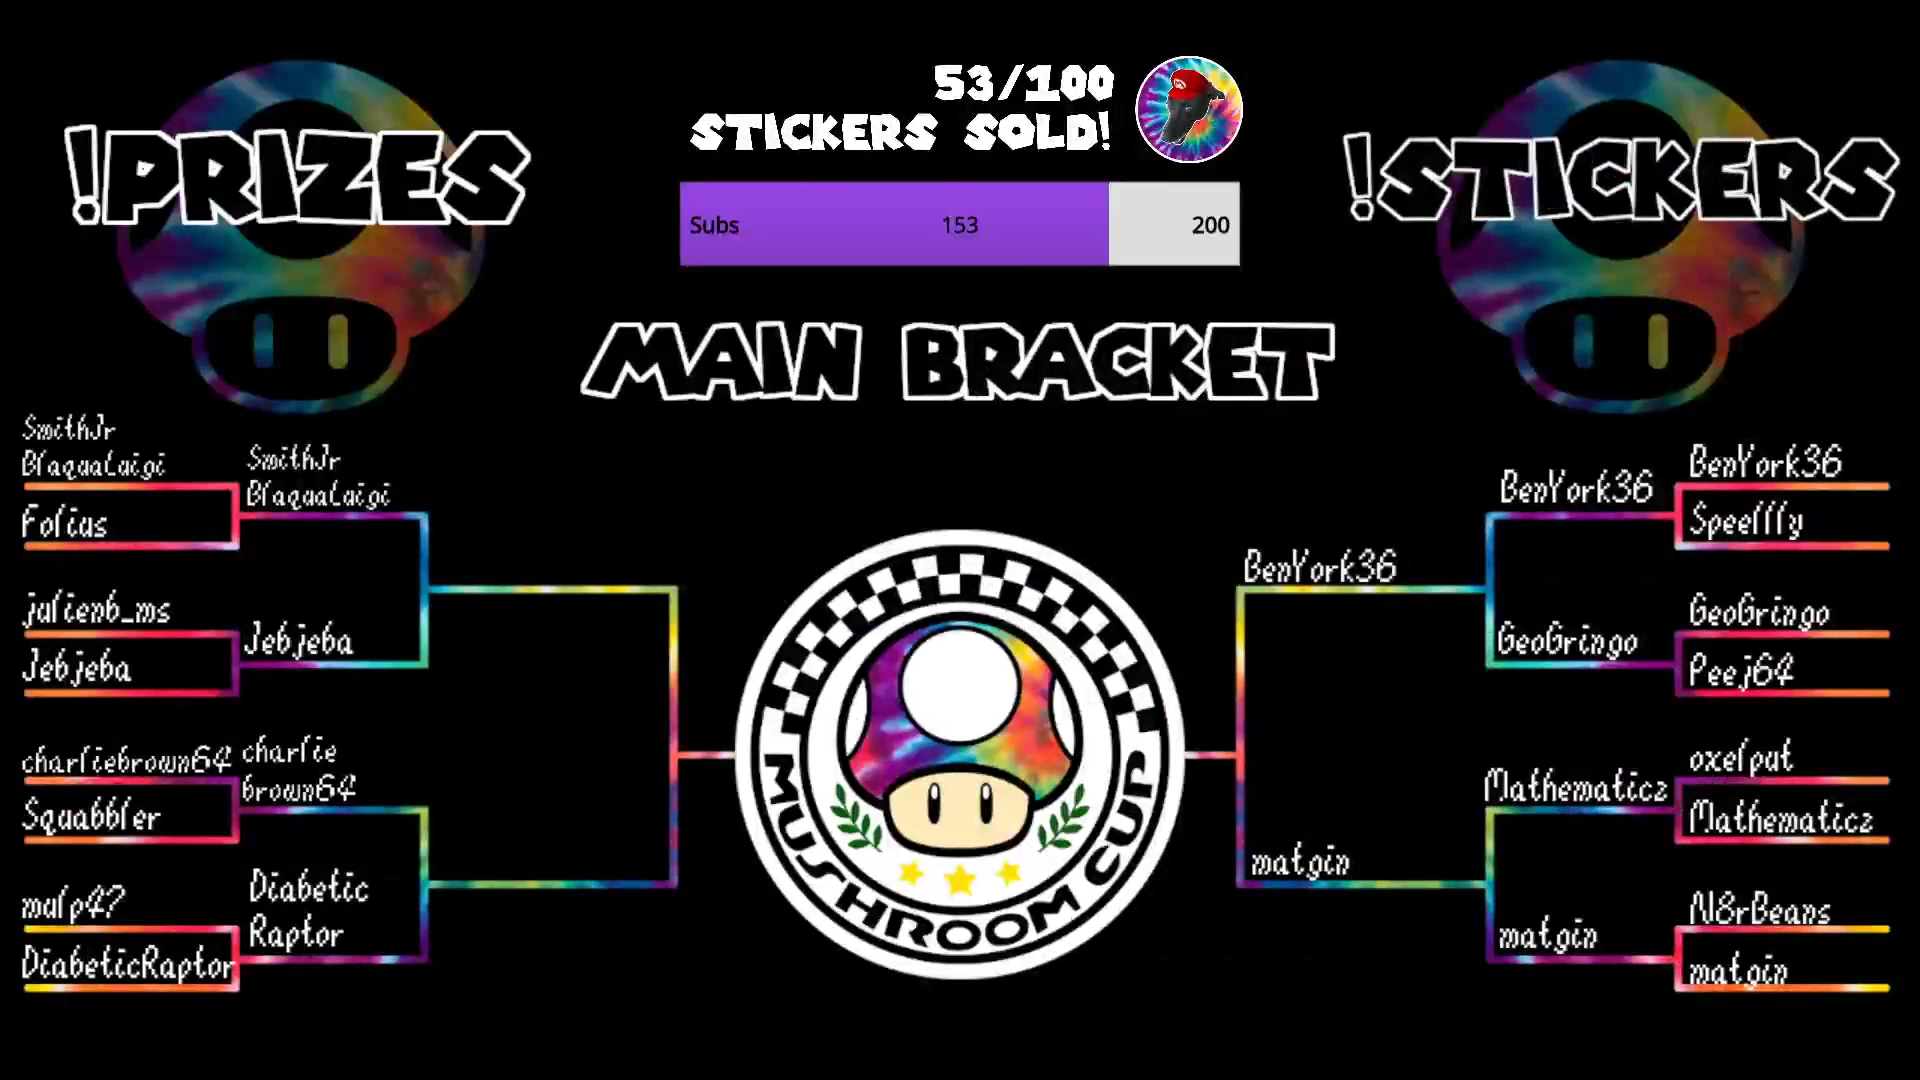 !PRIZES
53/100
STICKERS SOLD!
!STICKERS
Subs 153 200
MAIN BRACKET
SmithJr
BlaquaLuigi
Folius
julienb_ms
Jebjeba
charliebrown64
Squabbler
mulp47
DiabeticRaptor
SmithJr
BlaquaLuigi
Jebjeba
charlie
brown64
Diabetic
Raptor
MUSHROOM CUP
BenYork36
matgin
BenYork36
GeoGringo
Mathematicz
matgin
BenYork36
Speellly
GeoGringo
Peej64
oxelput
Mathematicz
N8rBeans
matgin